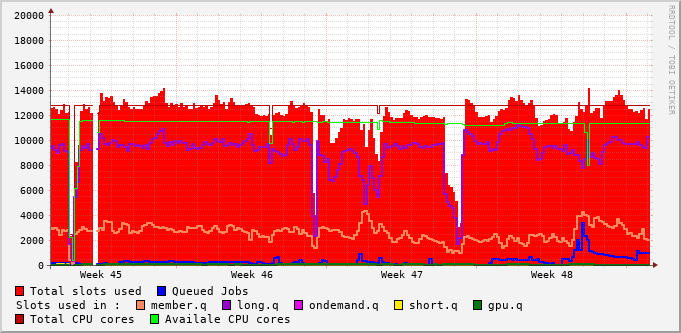 20000
18000
16000
14000
12000
10000
8000
6000
4000
2000
0
Week 45 Week 46 Week 47 Week 48
RRDTOOL / TOBI OETIKER
Total slots used Queued Jobs
Slots used in : member.q long.q ondemand.q short.q gpu.q
Total CPU cores Availale CPU cores